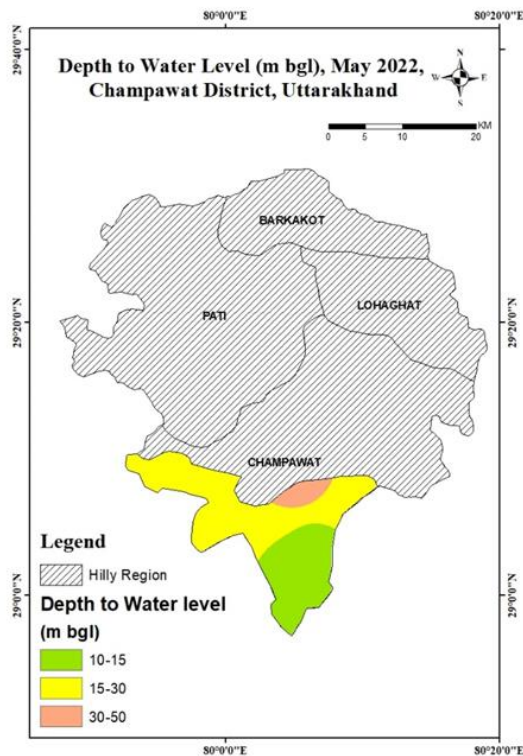 80°0'0"E
80°20'0"E
29°40'0"N
29°40'0"N
Depth to Water Level (m bgl), May 2022,
Champawat District, Uttarakhand
N
W E
S
KM
0 5 10 20
BARKAKOT
LOHAGHAT
PATI
29°20'0"N
29°20'0"N
CHAMPAWAT
Legend
Hilly Region
Depth to Water level
(m bgl)
10-15
15-30
30-50
29°0'0"N
29°0'0"N
80°0'0"E
80°20'0"E